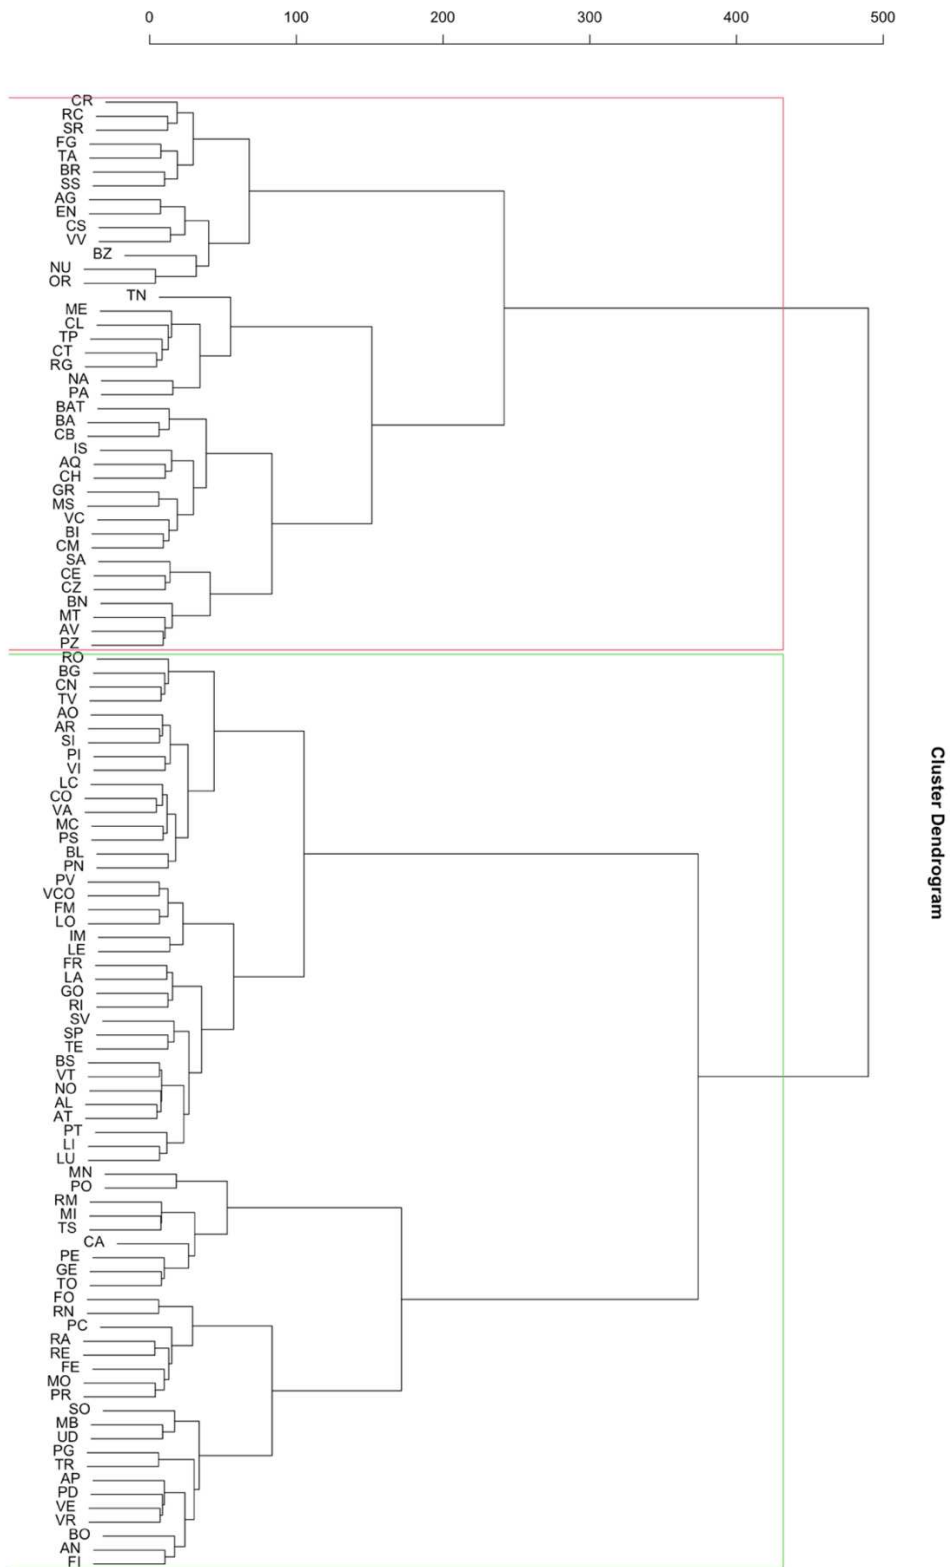 0 100 200 300 400 500
CR
RC
SR
FG
TA
BR
SS
AG
EN
CS
VV
BZ
NU
OR
TN
ME
CL
TP
CT
RG
NA
PA
BAT
BA
CB
IS
AQ
CH
GR
MS
VC
BI
CM
SA
CE
CZ
BN
MT
AV
PZ
RO
BG
CN
TV
AO
AR
SI
PI
VI
LC
CO
VA
MC
PS
BL
PN
PV
VCO
FM
LO
IM
LE
FR
LA
GO
RI
SV
SP
TE
BS
VT
NO
AL
AT
PT
LI
LU
MN
PO
RM
MI
TS
CA
PE
GE
TO
FO
RN
PC
RA
RE
FE
MO
PR
SO
MB
UD
PG
TR
AP
PD
VE
VR
BO
AN
FI
Cluster Dendrogram